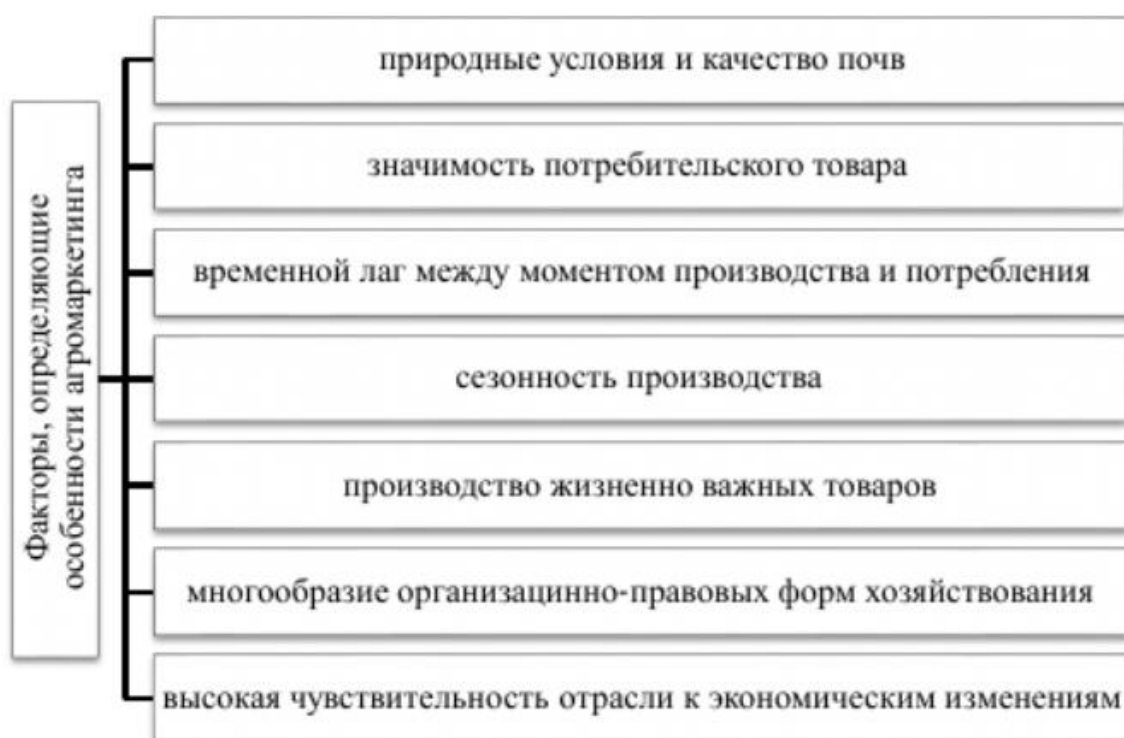 Факторы, определяющие
особенности агромаркетинга
природные условия и качество почв
значимость потребительского товара
временной лаг между моментом производства и потребления
сезонность производства
производство жизненно важных товаров
многообразие организацинно-правовых форм хозяйствования
высокая чувствительность отрасли к экономическим изменениям